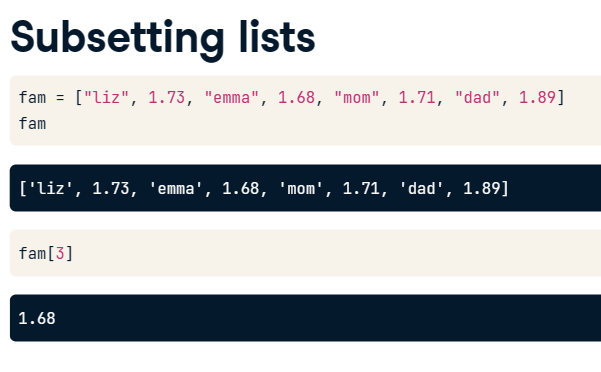 Subsetting lists
fam = ["liz", 1.73, "emma", 1.68, "mom", 1.71, "dad", 1.89]
fam
['liz', 1.73, 'emma', 1.68, 'mom', 1.71, 'dad', 1.89]
fam[3]
1.68